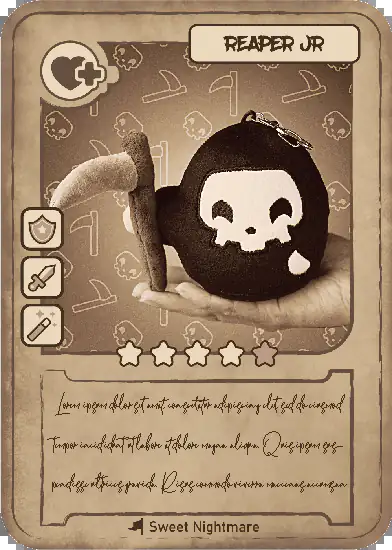 REAPER JR
Lorem ipsum dolor sit amet consectetur adipiscing elit sed do eiusmod
Tempor incididunt ut labore et dolore magna aliqua. Quis ipsum sus-
pendisse ultrices gravida. Risus commodo viverra maecenas accumsan
Sweet Nightmare